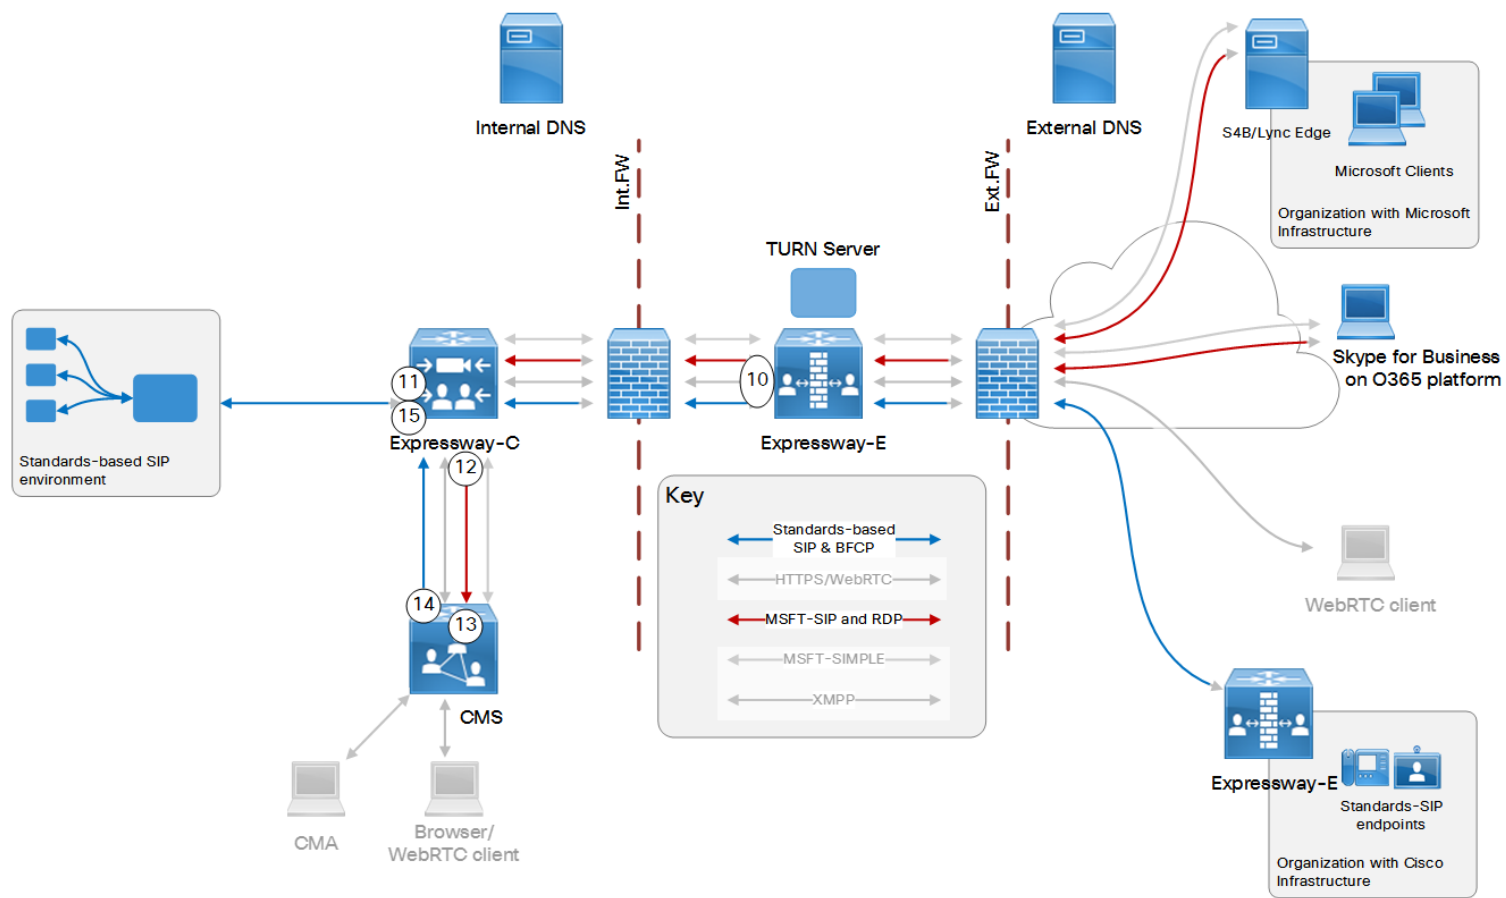 Internal DNS
External DNS
S4B/Lync Edge
Microsoft Clients
Organization with Microsoft
Infrastructure
Int.FW
Ext.FW
TURN Server
Skype for Business
on O365 platform
10
11
15
Expressway-C
Expressway-E
Standards-based SIP
environment
12
Key
Standards-based
SIP & BFCP
HTTPS/WebRTC
MSFT-SIP and RDP
MSFT-SIMPLE
XMPP
14
13
CMS
WebRTC client
CMA
Browser/
WebRTC client
Expressway-E
Standards-SIP
endpoints
Organization with Cisco
Infrastructure